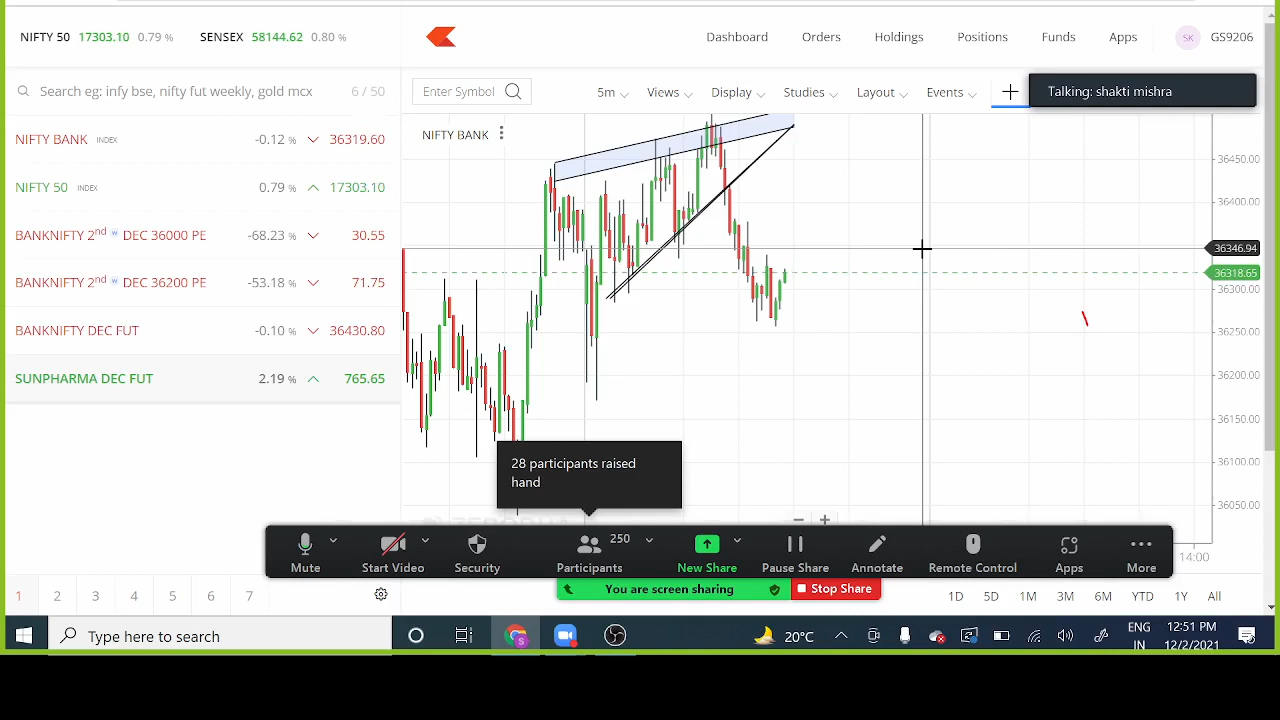 NIFTY 50 17303.10 0.79 % SENSEX 58144.62 0.80 %
Dashboard Orders Holdings Positions Funds Apps SK GS9206
Search eg: infy bse, nifty fut weekly, gold mcx 6 / 50
Enter Symbol 5m Views Display Studies Layout Events
Talking: shakti mishra
NIFTY BANK INDEX -0.12 % 36319.60
NIFTY 50 INDEX 0.79 % 17303.10
BANKNIFTY 2nd w DEC 36000 PE -68.23 % 30.55
BANKNIFTY 2nd w DEC 36200 PE -53.18 % 71.75
BANKNIFTY DEC FUT -0.10 % 36430.80
SUNPHARMA DEC FUT 2.19 % 765.65
NIFTY BANK
36450.00
36400.00
36346.94
36318.65
36300.00
36250.00
36200.00
36150.00
36100.00
36050.00
14:00
28 participants raised
hand
250
Mute Start Video Security Participants New Share Pause Share Annotate Remote Control Apps More
You are screen sharing Stop Share
1 2 3 4 5 6 7
1D 5D 1M 3M 6M YTD 1Y All
Type here to search
20°C
ENG
IN
12:51 PM
12/2/2021